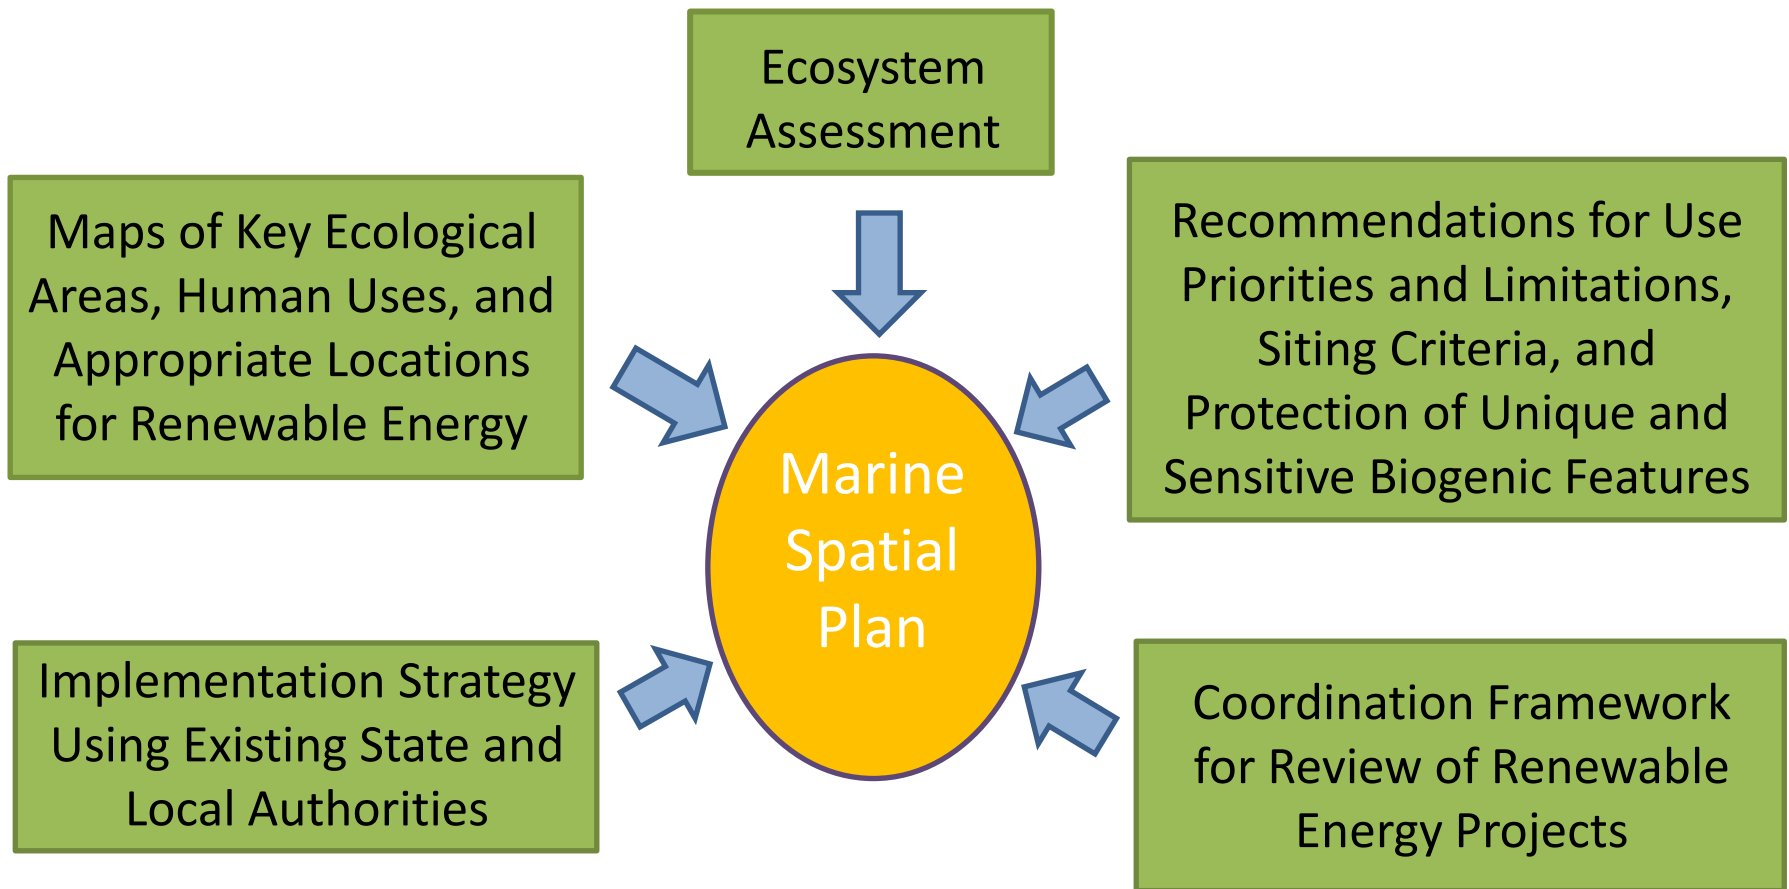 Ecosystem
Assessment
Maps of Key Ecological
Areas, Human Uses, and
Appropriate Locations
for Renewable Energy
Recommendations for Use
Priorities and Limitations,
Siting Criteria, and
Protection of Unique and
Sensitive Biogenic Features
Marine
Spatial
Plan
Implementation Strategy
Using Existing State and
Local Authorities
Coordination Framework
for Review of Renewable
Energy Projects